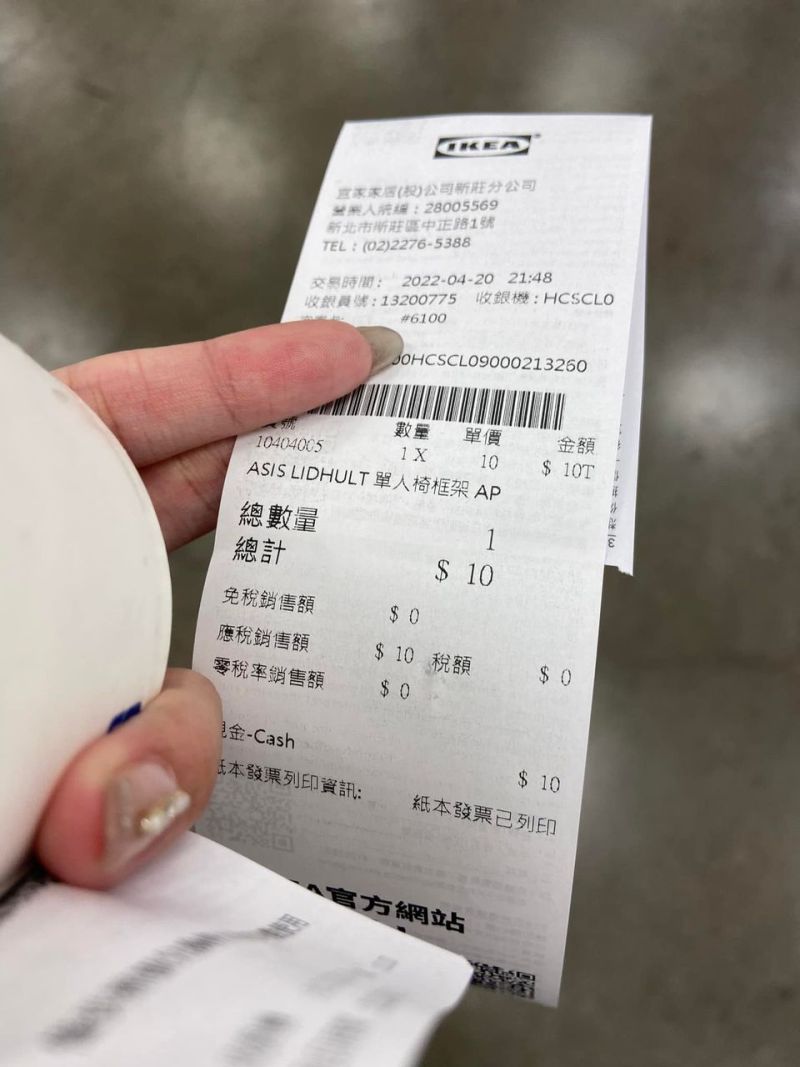 IKEA
宜家家居(股)公司新莊分公司
營業人統編：28005569
新北市新莊區中正路1號
TEL：(02)2276-5388
交易時間： 2022-04-20 21:48
收銀員號：13200775 收銀機：HCSCL0
#6100
00HCSCL09000213260
數量 單價 金額
10404005 1 X 10 $ 10T
ASIS LIDHULT 單人椅框架 AP
總數量 1
總計 $ 10
免稅銷售額 $ 0
應稅銷售額 $ 10 稅額 $ 0
零稅率銷售額 $ 0
現金-Cash $ 10
紙本發票列印資訊:
紙本發票已列印
官方網站